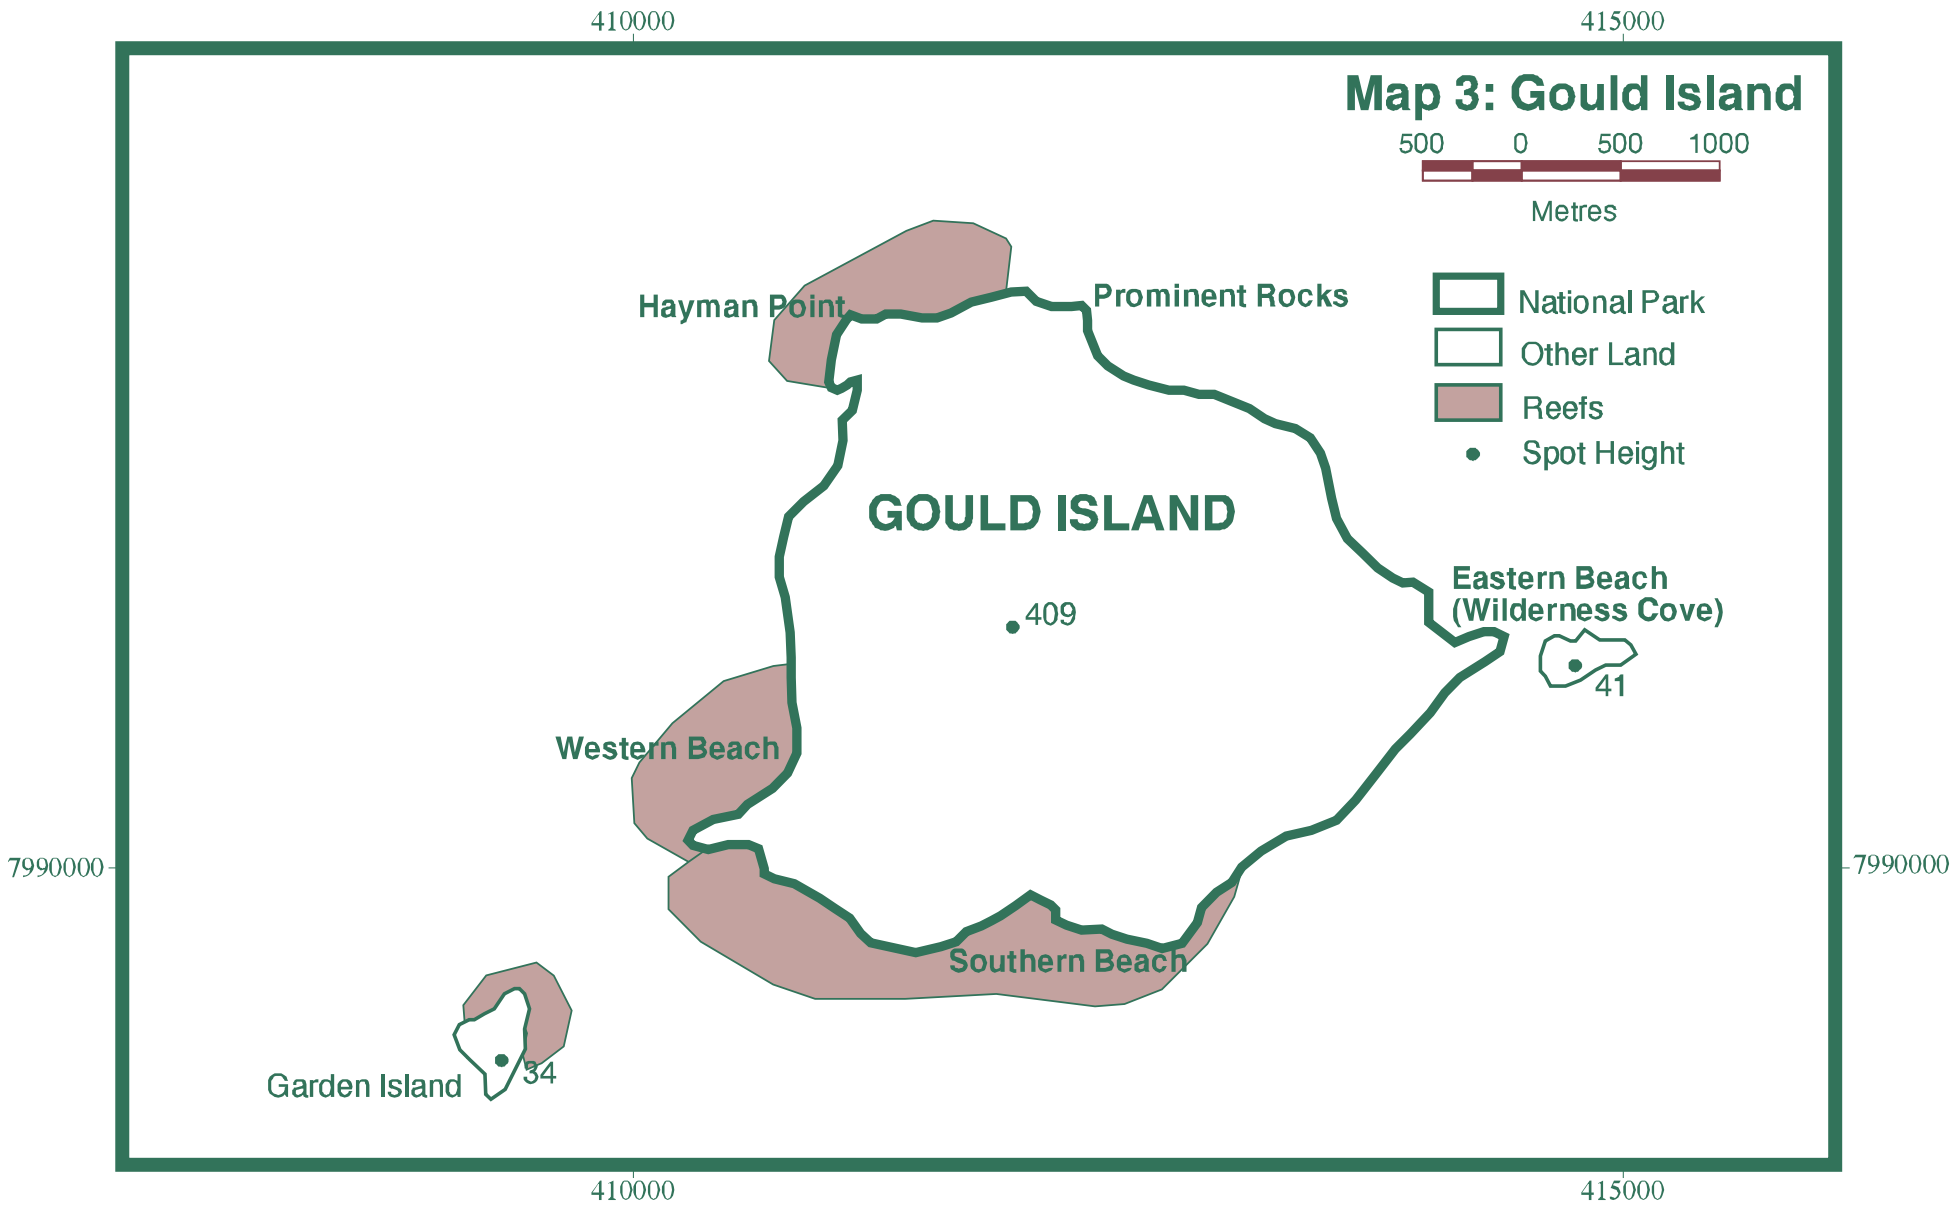 410000
415000
Map 3: Gould Island
500 0 500 1000
Metres
Hayman Point
Prominent Rocks
National Park
Other Land
Reefs
Spot Height
GOULD ISLAND
Eastern Beach
(Wilderness Cove)
409
41
Western Beach
7990000
7990000
Southern Beach
34
Garden Island
410000
415000